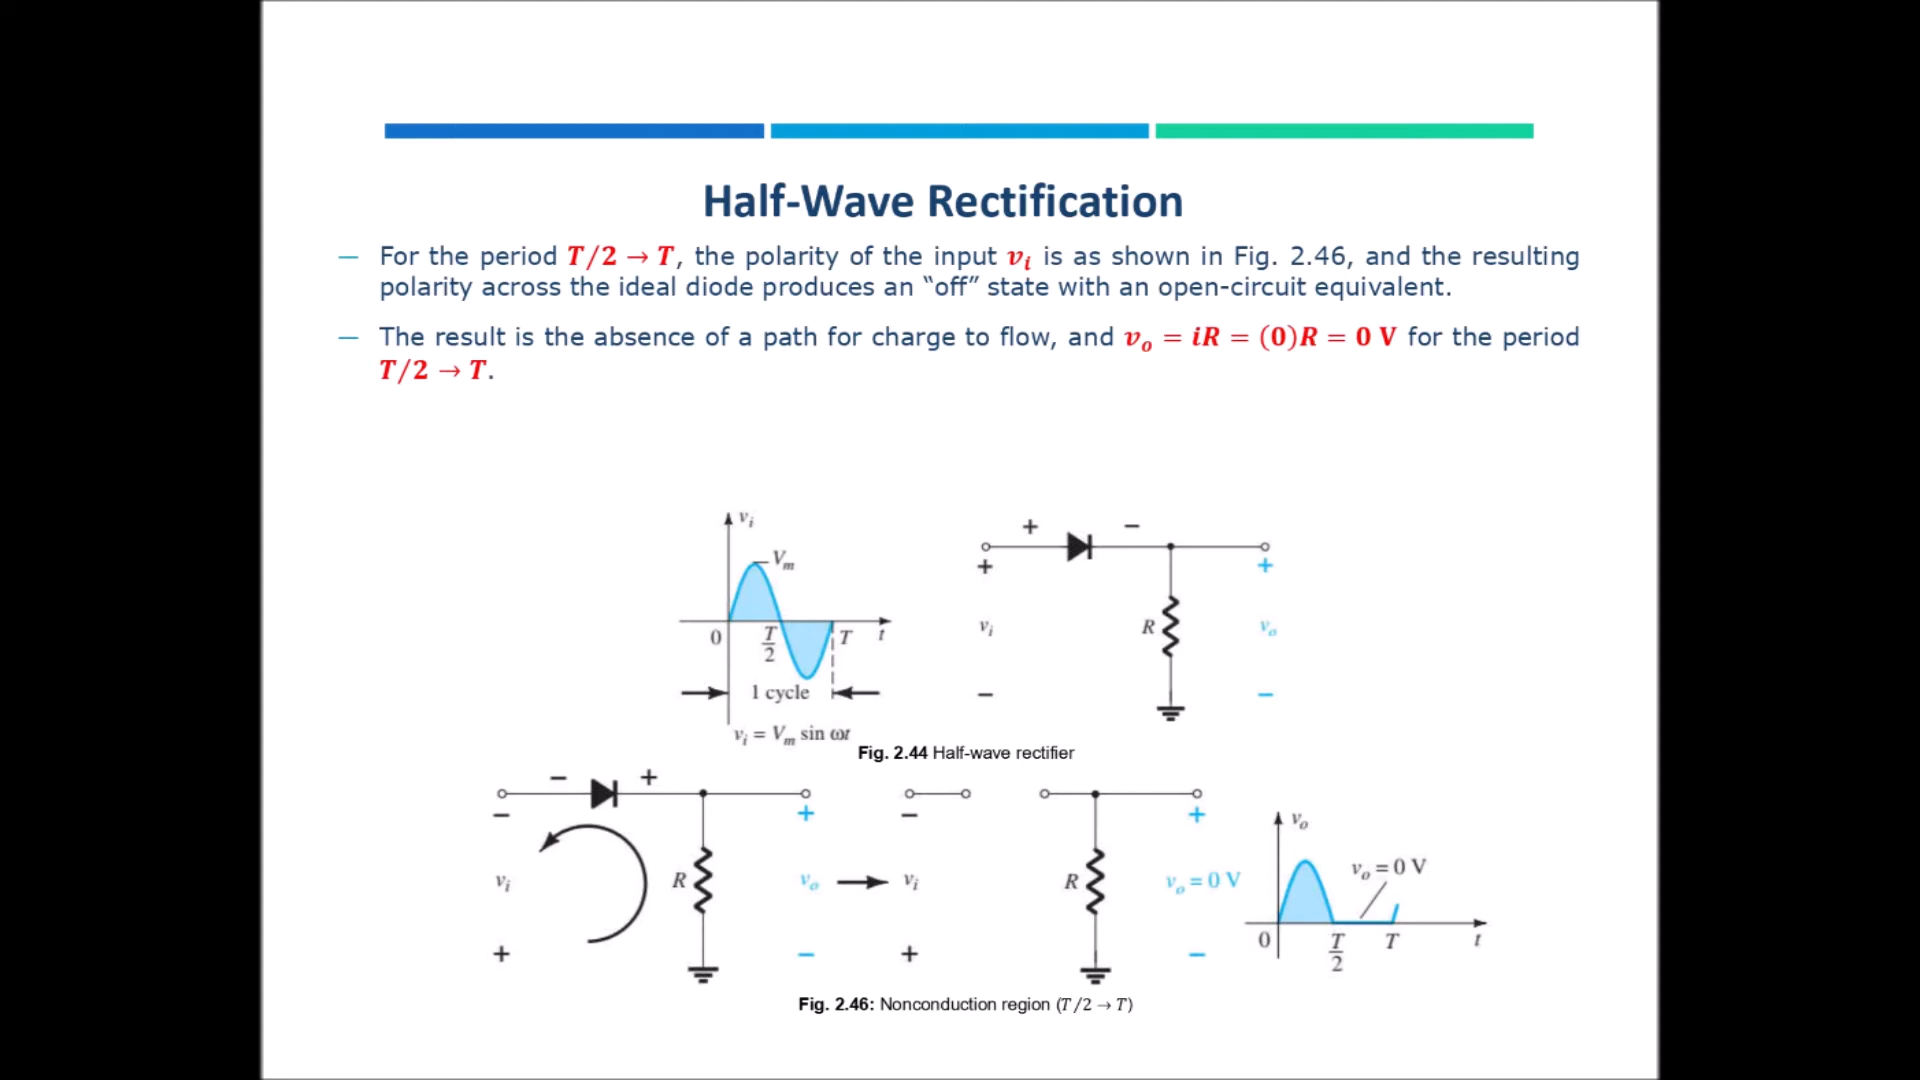 Half-Wave Rectification
— For the period T/2 → T, the polarity of the input vᵢ is as shown in Fig. 2.46, and the resulting
polarity across the ideal diode produces an “off” state with an open-circuit equivalent.
— The result is the absence of a path for charge to flow, and vₒ = iR = (0)R = 0 V for the period
T/2 → T.
vᵢ
Vₘ
0 T/2 T t
1 cycle
vᵢ = Vₘ sin ωt
+ −
+ +
vᵢ R vₒ
− −
Fig. 2.44 Half-wave rectifier
− +
− +
vᵢ R vₒ
+ −
− +
vᵢ R vₒ = 0 V
+ −
vₒ
vₒ = 0 V
0 T/2 T t
Fig. 2.46: Nonconduction region (T/2 → T)